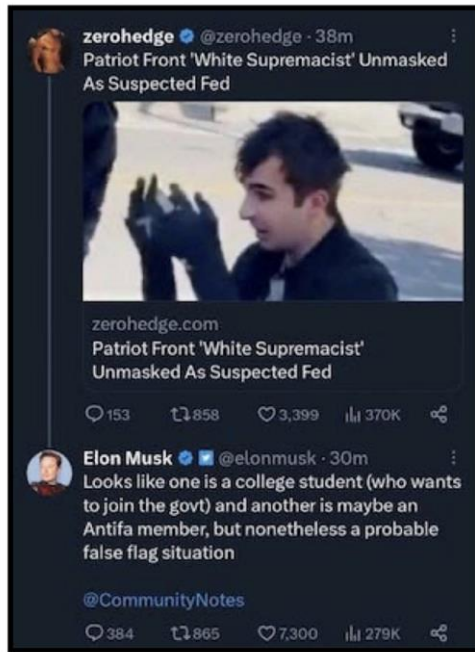 zerohedge @zerohedge · 38m
Patriot Front 'White Supremacist' Unmasked
As Suspected Fed
zerohedge.com
Patriot Front 'White Supremacist'
Unmasked As Suspected Fed
153 858 3,399 370K
Elon Musk @elonmusk · 30m
Looks like one is a college student (who wants
to join the govt) and another is maybe an
Antifa member, but nonetheless a probable
false flag situation
@CommunityNotes
384 865 7,300 279K